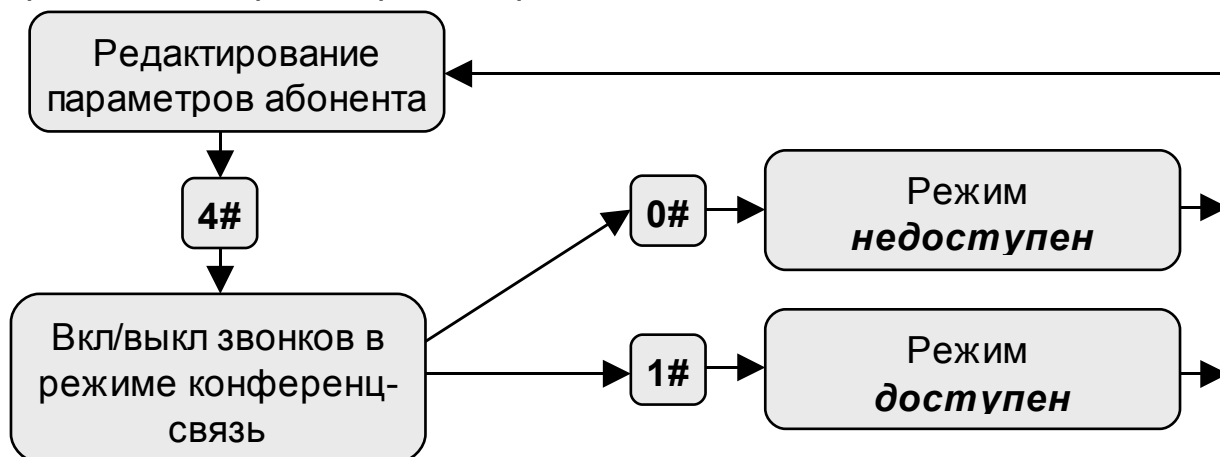 Редактирование
параметров абонента
4#
Вкл/выкл звонков в
режиме конференц-
связь
0#
Режим
недоступен
1#
Режим
доступен